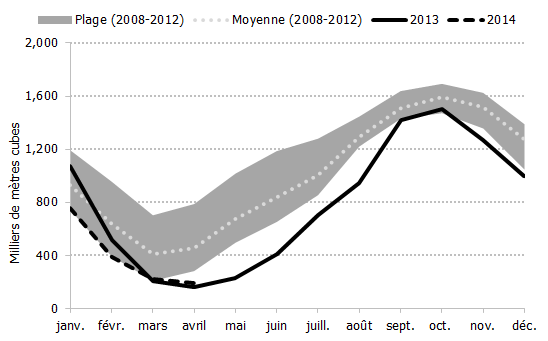 Plage (2008-2012) Moyenne (2008-2012) 2013 2014
Milliers de mètres cubes
2,000
1,600
1,200
800
400
0
janv. févr. mars avril mai juin juill. août sept. oct. nov. déc.